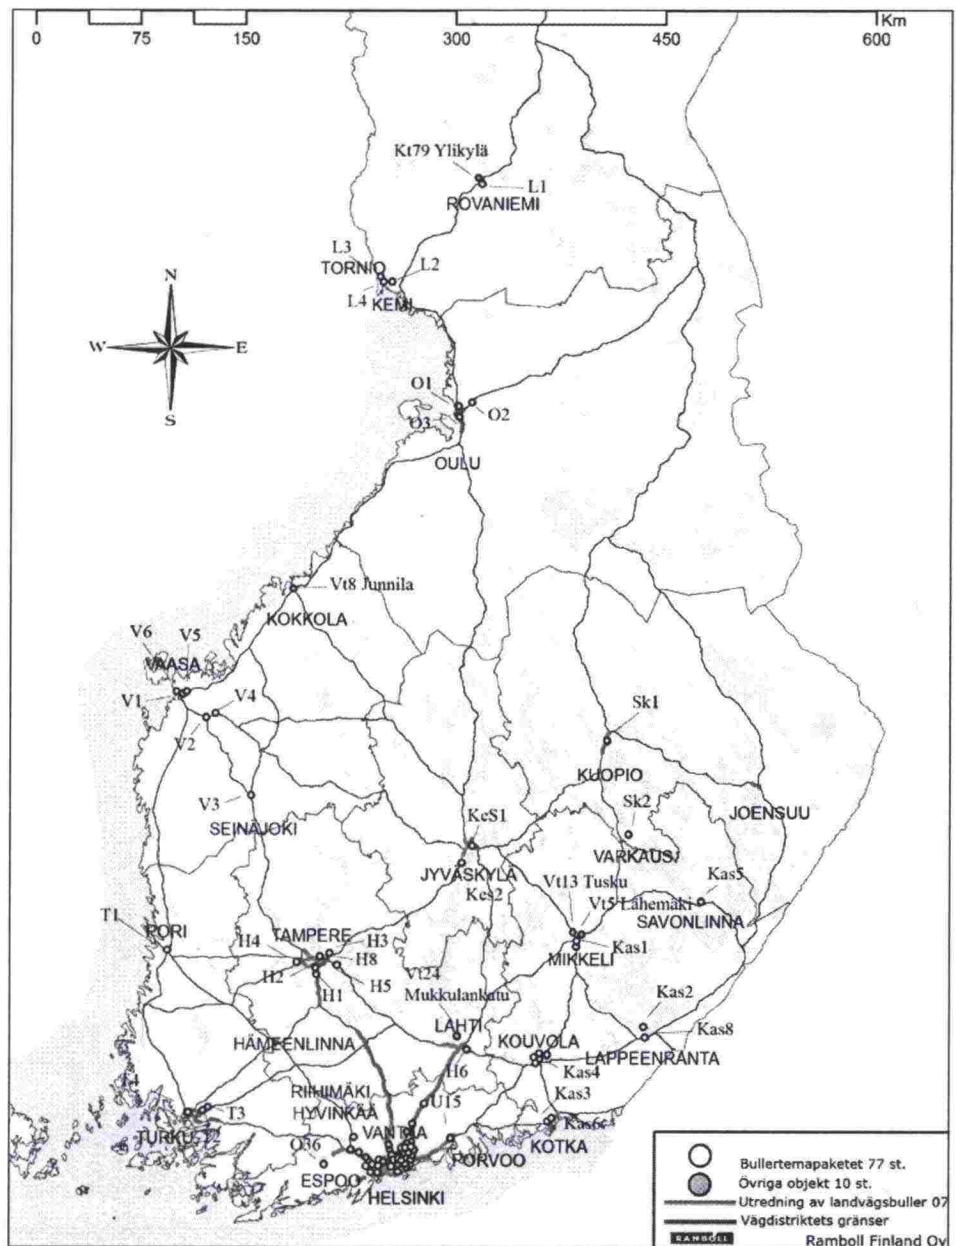 0 75 150 300 450 600 Km
Kt79 Ylikylä
L1
ROVANIEMI
L3
TORNIO
L2
L4
KEMI
N
W E
S
O1
O2
O3
OULU
Vt8 Junnila
KOKKOLA
V6
V5
VAASA
V1
V4
V2
Sk1
KUOPIO
V3
SEINÄJOKI
Sk2
JOENSUU
KeS1
VARKAUS
JYVÄSKYLÄ
Kes2
Vt13 Tusku
Vt5 Lähemäki
Kas5
SAVONLINNA
T1
PORI
TAMPERE
H4
H3
H8
H2
H5
H1
Kas1
MIKKELI
Vt24
Mukkulankatu
Kas2
Kas8
LAHTI
KOUVOLA
LAPPEENRANTA
HÄMEENLINNA
H6
Kas4
RIIHIMÄKI
HYVINKÄÄ
U15
Kas3
Kas6
KOTKA
T3
TURKU
VANTAA
PORVOO
ESPOO
HELSINKI
Bullertemapaketet 77 st.
Övriga objekt 10 st.
Utredning av landvägsbuller 07
Vägdistriktets gränser
RAMBOLL Ramboll Finland Oy